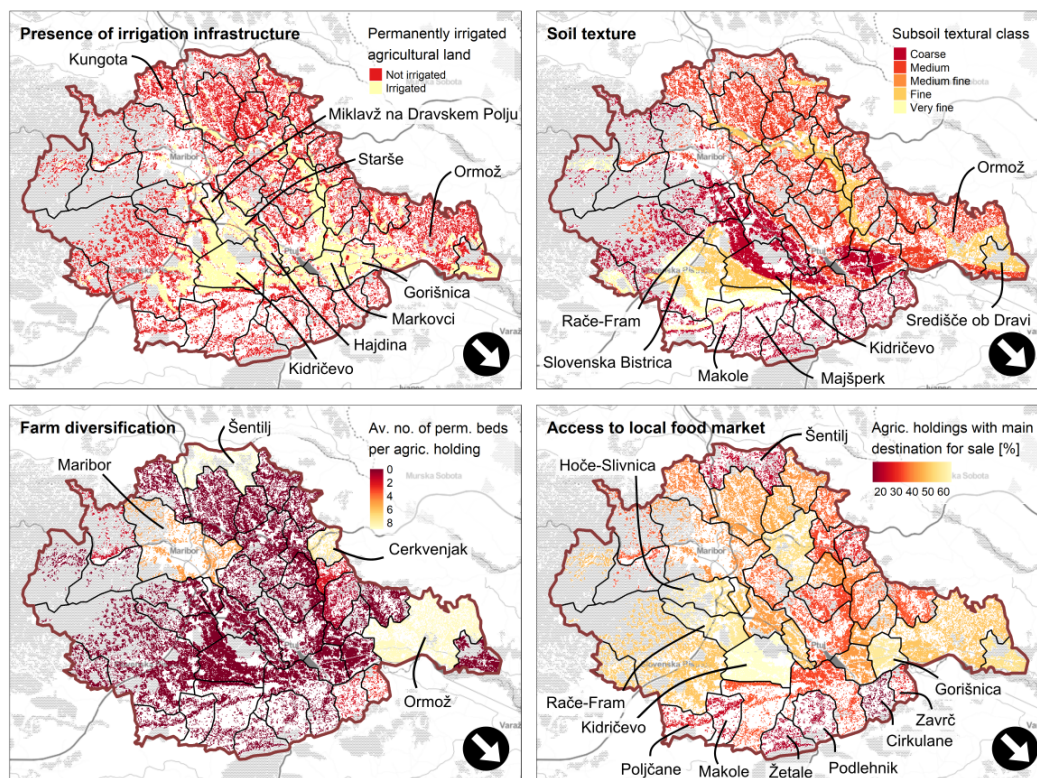 Presence of irrigation infrastructure
Permanently irrigated
agricultural land
Not irrigated
Irrigated
Kungota
Miklavž na Dravskem Polju
Starše
Ormož
Maribor
Gorišnica
Markovci
Hajdina
Kidričevo
Soil texture
Subsoil textural class
Coarse
Medium
Medium fine
Fine
Very fine
Maribor
Ormož
Rače-Fram
Središče ob Dravi
Slovenska Bistrica
Kidričevo
Makole
Majšperk
Farm diversification
Av. no. of perm. beds
per agric. holding
0
2
4
6
8
Šentilj
Maribor
Murska Sobota
Maribor
Cerkvenjak
Ormož
Access to local food market
Agric. holdings with main
destination for sale [%]
20 30 40 50 60
Šentilj
Hoče-Slivnica
Maribor
Rače-Fram
Kidričevo
Gorišnica
Zavrč
Cirkulane
Poljčane
Makole
Žetale
Podlehnik